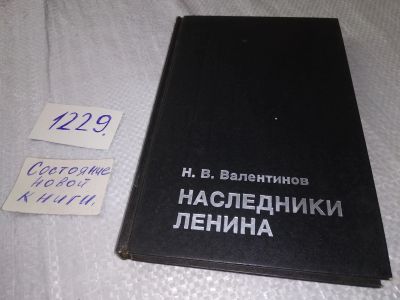 1229.
Состояние
новой
книги.
Н. В. Валентинов
НАСЛЕДНИКИ
ЛЕНИНА